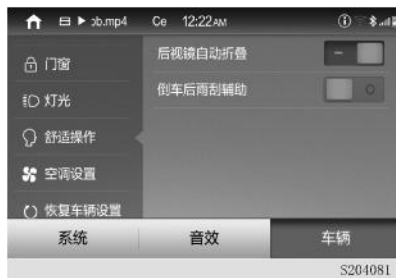 b.mp4 Ce 12:22AM
门窗
灯光
舒适操作
空调设置
恢复车辆设置
后视镜自动折叠
倒车后雨刮辅助
系统 音效 车辆
S204081